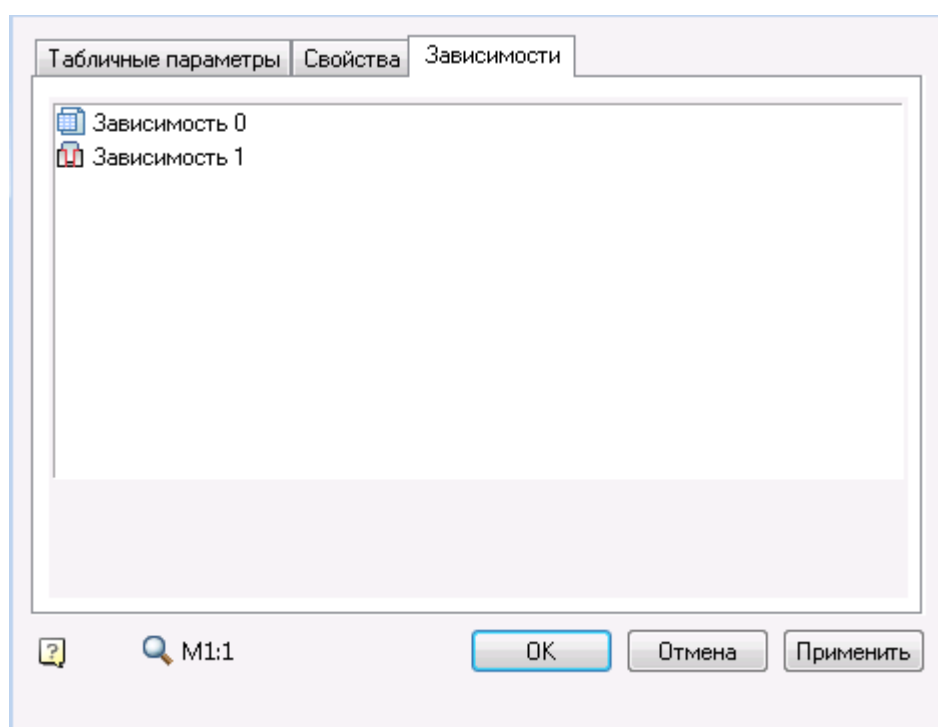 Табличные параметры Свойства Зависимости
Зависимость 0
Зависимость 1
? M1:1 OK Отмена Применить